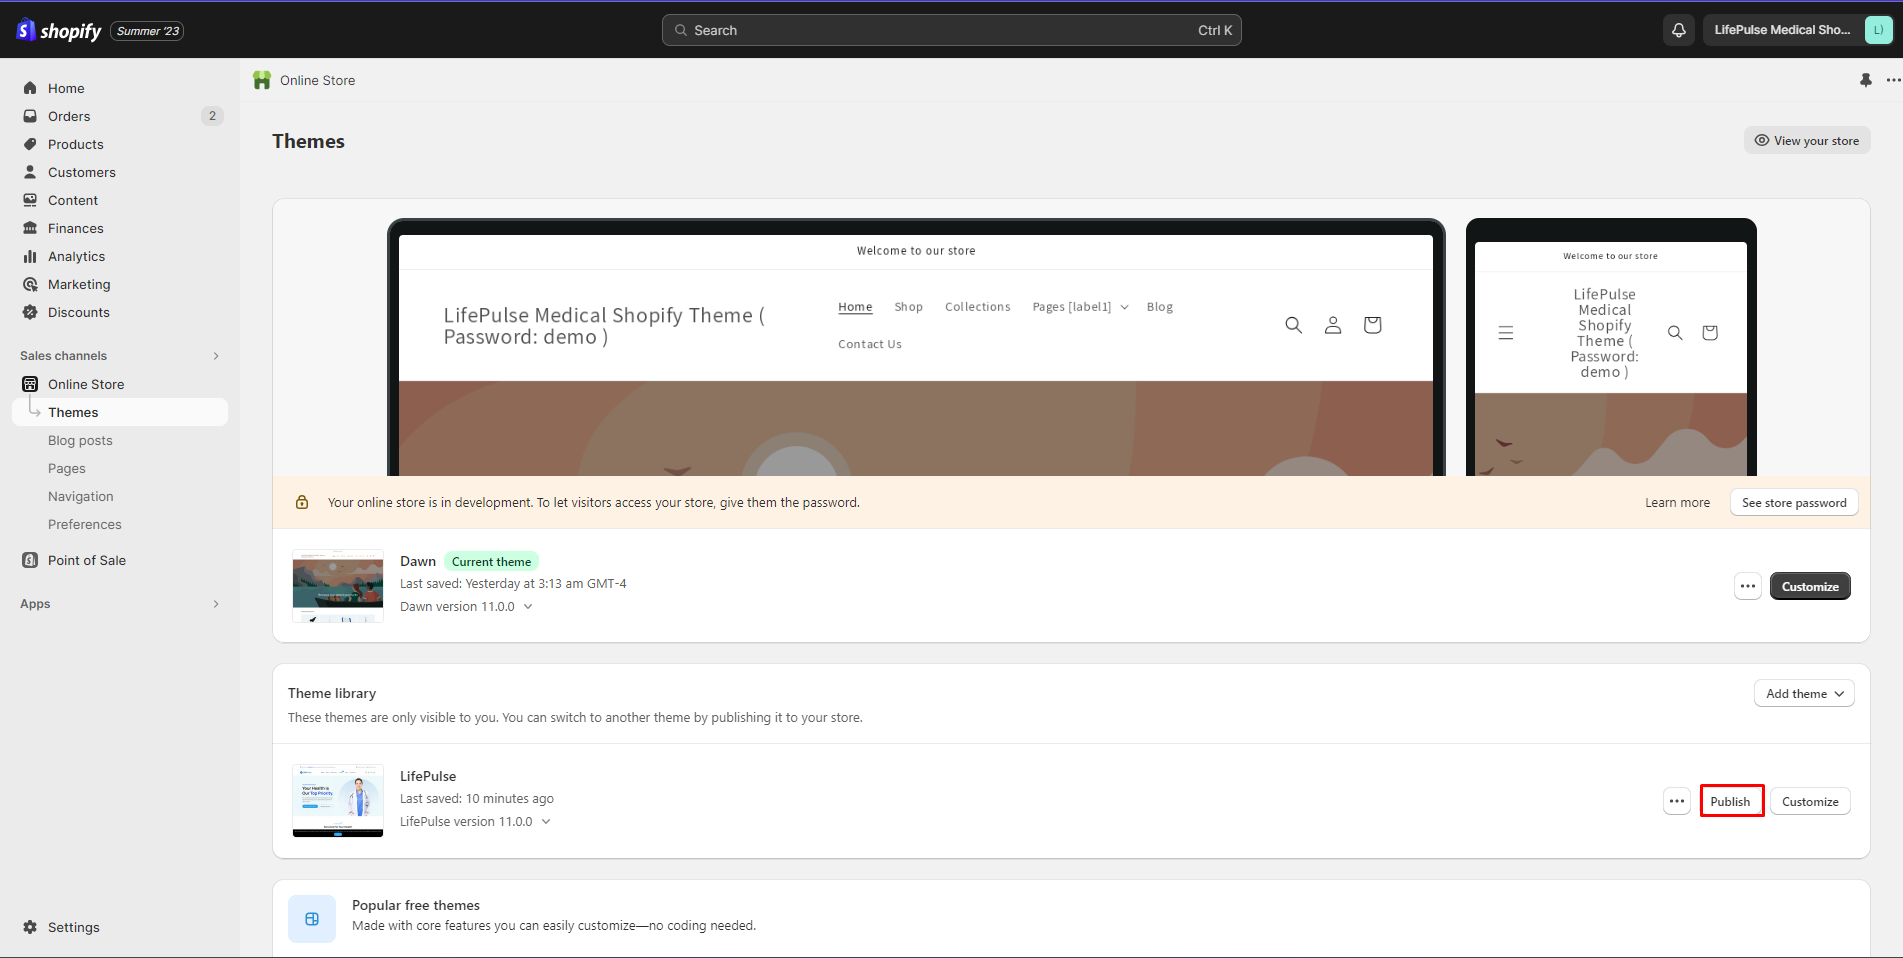 shopify
Summer '23
Search
Ctrl K
LifePulse Medical Sho...
L)
Home
Orders
2
Products
Customers
Content
Finances
Analytics
Marketing
Discounts
Sales channels
Online Store
Themes
Blog posts
Pages
Navigation
Preferences
Point of Sale
Apps
Settings
Online Store
Themes
View your store
Welcome to our store
LifePulse Medical Shopify Theme (
Password: demo )
Home
Shop
Collections
Pages [label1]
Blog
Contact Us
Welcome to our store
LifePulse
Medical
Shopify
Theme (
Password:
demo )
Your online store is in development. To let visitors access your store, give them the password.
Learn more
See store password
Dawn
Current theme
Last saved: Yesterday at 3:13 am GMT-4
Dawn version 11.0.0
Customize
Theme library
These themes are only visible to you. You can switch to another theme by publishing it to your store.
Add theme
Your Health is
Our Top Priority
LifePulse
Last saved: 10 minutes ago
LifePulse version 11.0.0
Publish
Customize
Popular free themes
Made with core features you can easily customize—no coding needed.